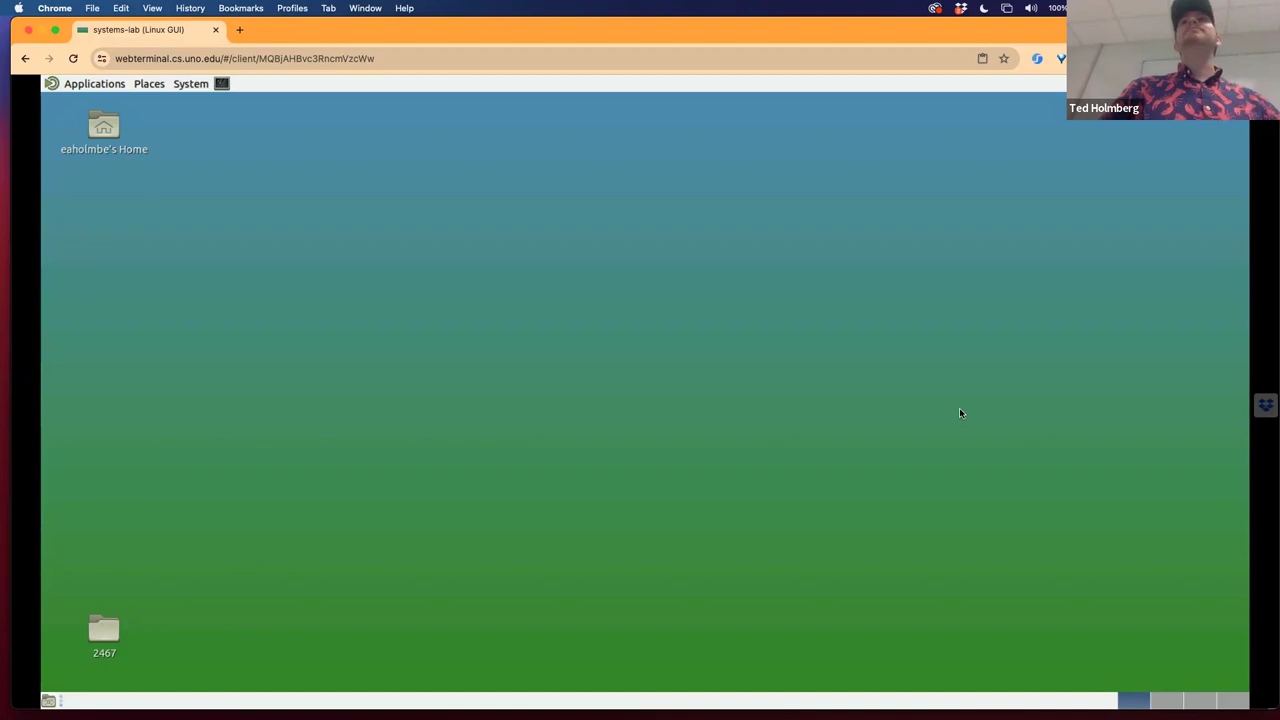 Chrome File Edit View History Bookmarks Profiles Tab Window Help 100%
systems-lab (Linux GUI)
webterminal.cs.uno.edu/#/client/MQBjAHBvc3RncmVzcWw
Applications Places System
Ted Holmberg
eaholmbe's Home
2467